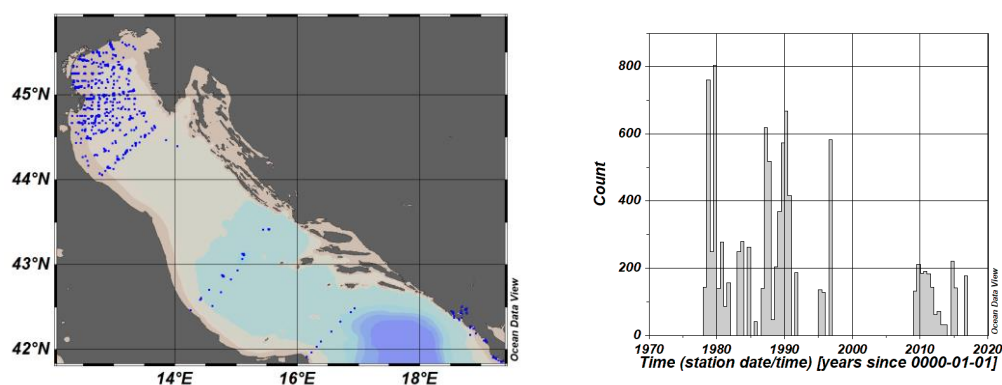 45°N
44°N
43°N
42°N
14°E
16°E
18°E
Ocean Data View
Count
800
600
400
200
0
1970
1980
1990
2000
2010
2020
Time (station date/time) [years since 0000-01-01]
Ocean Data View